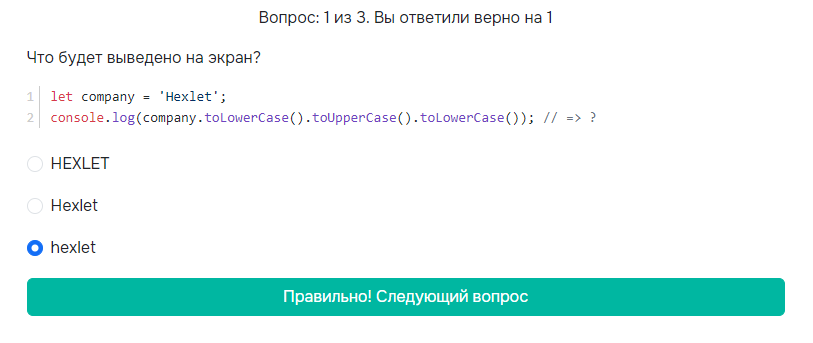 Вопрос: 1 из 3. Вы ответили верно на 1
Что будет выведено на экран?
1 let company = 'Hexlet';
2 console.log(company.toLowerCase().toUpperCase().toLowerCase()); // => ?
HEXLET
Hexlet
hexlet
Правильно! Следующий вопрос